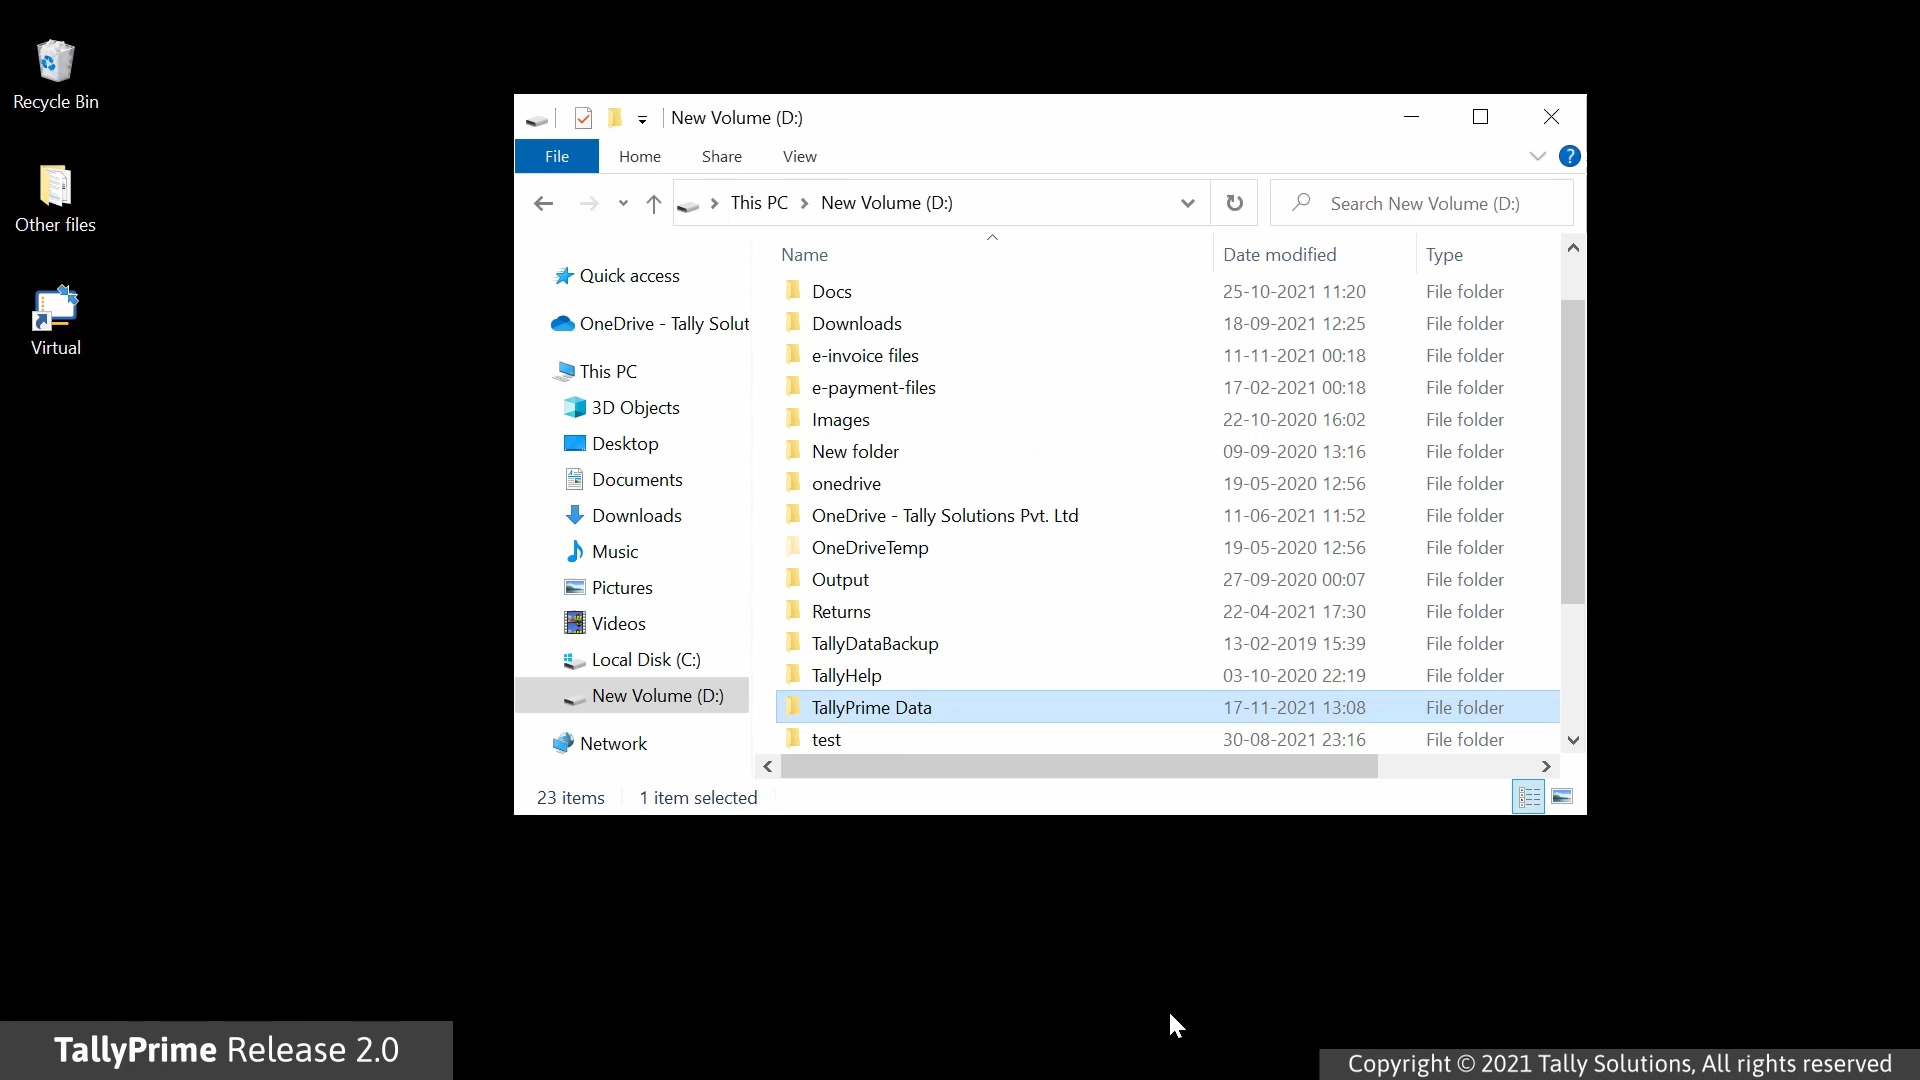 Recycle Bin
Other files
Virtual
New Volume (D:)
File Home Share View
This PC New Volume (D:)
Search New Volume (D:)
Quick access
OneDrive - Tally Solut
This PC
3D Objects
Desktop
Documents
Downloads
Music
Pictures
Videos
Local Disk (C:)
New Volume (D:)
Network
Name Date modified Type
Docs 25-10-2021 11:20 File folder
Downloads 18-09-2021 12:25 File folder
e-invoice files 11-11-2021 00:18 File folder
e-payment-files 17-02-2021 00:18 File folder
Images 22-10-2020 16:02 File folder
New folder 09-09-2020 13:16 File folder
onedrive 19-05-2020 12:56 File folder
OneDrive - Tally Solutions Pvt. Ltd 11-06-2021 11:52 File folder
OneDriveTemp 19-05-2020 12:56 File folder
Output 27-09-2020 00:07 File folder
Returns 22-04-2021 17:30 File folder
TallyDataBackup 13-02-2019 15:39 File folder
TallyHelp 03-10-2020 22:19 File folder
TallyPrime Data 17-11-2021 13:08 File folder
test 30-08-2021 23:16 File folder
23 items 1 item selected
TallyPrime Release 2.0
Copyright © 2021 Tally Solutions, All rights reserved